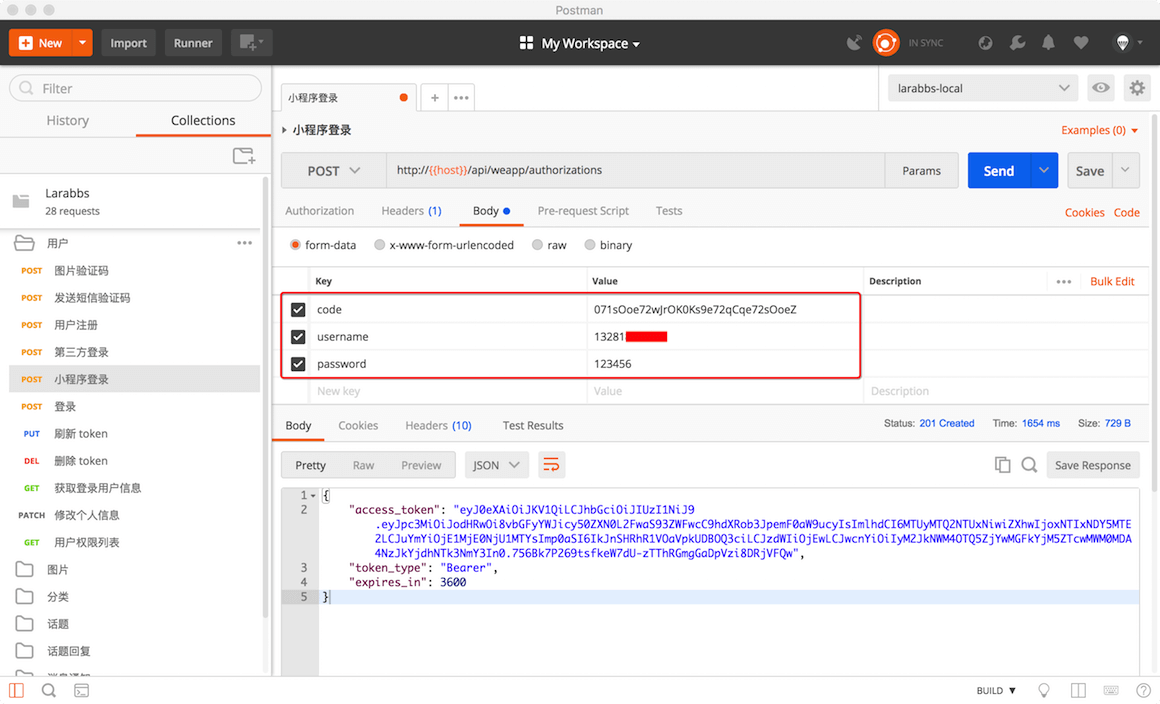 Postman
New
Import
Runner
My Workspace
IN SYNC
Filter
History
Collections
Larabbs
28 requests
用户
POST 图片验证码
POST 发送短信验证码
POST 用户注册
POST 第三方登录
POST 小程序登录
POST 登录
PUT 刷新 token
DEL 删除 token
GET 获取登录用户信息
PATCH 修改个人信息
GET 用户权限列表
图片
分类
话题
话题回复
消息通知
小程序登录
larabbs-local
小程序登录
Examples (0)
POST http://{{host}}/api/weapp/authorizations Params Send Save
Authorization Headers (1) Body Pre-request Script Tests Cookies Code
form-data x-www-form-urlencoded raw binary
Key Value Description Bulk Edit
code 071sOoe72wJrOK0Ks9e72qCqe72sOoeZ
username 13281
password 123456
New key Value Description
Body Cookies Headers (10) Test Results Status: 201 Created Time: 1654 ms Size: 729 B
Pretty Raw Preview JSON Save Response
1 {
2 "access_token": "eyJ0eXAiOiJKV1QiLCJhbGciOiJIUzI1NiJ9
.eyJpc3MiOiJodHRwOi8vbGFyYWJicy50ZXN0L2FwaS93ZWFwcC9hdXRob3JpemF0aW9ucyIsImlhdCI6MTUyMTQ2NTUxNiwiZXhwIjoxNTIxNDY5MTE
2LCJuYmYiOjE1MjE0NjU1MTYsImp0aSI6IkJnSHRhR1VOaVpkUDBOQ3ciLCJzdWIiOjEwLCJwcnYiOiIyM2JkNWM4OTQ5ZjYwMGFkYjM5ZTcwMWM0MDA
4NzJkYjdhNTk3NmY3In0.756Bk7P269tsfkeW7dU-zTThRGmgGaDpVzi8DRjVFQw",
3 "token_type": "Bearer",
4 "expires_in": 3600
5 }
BUILD